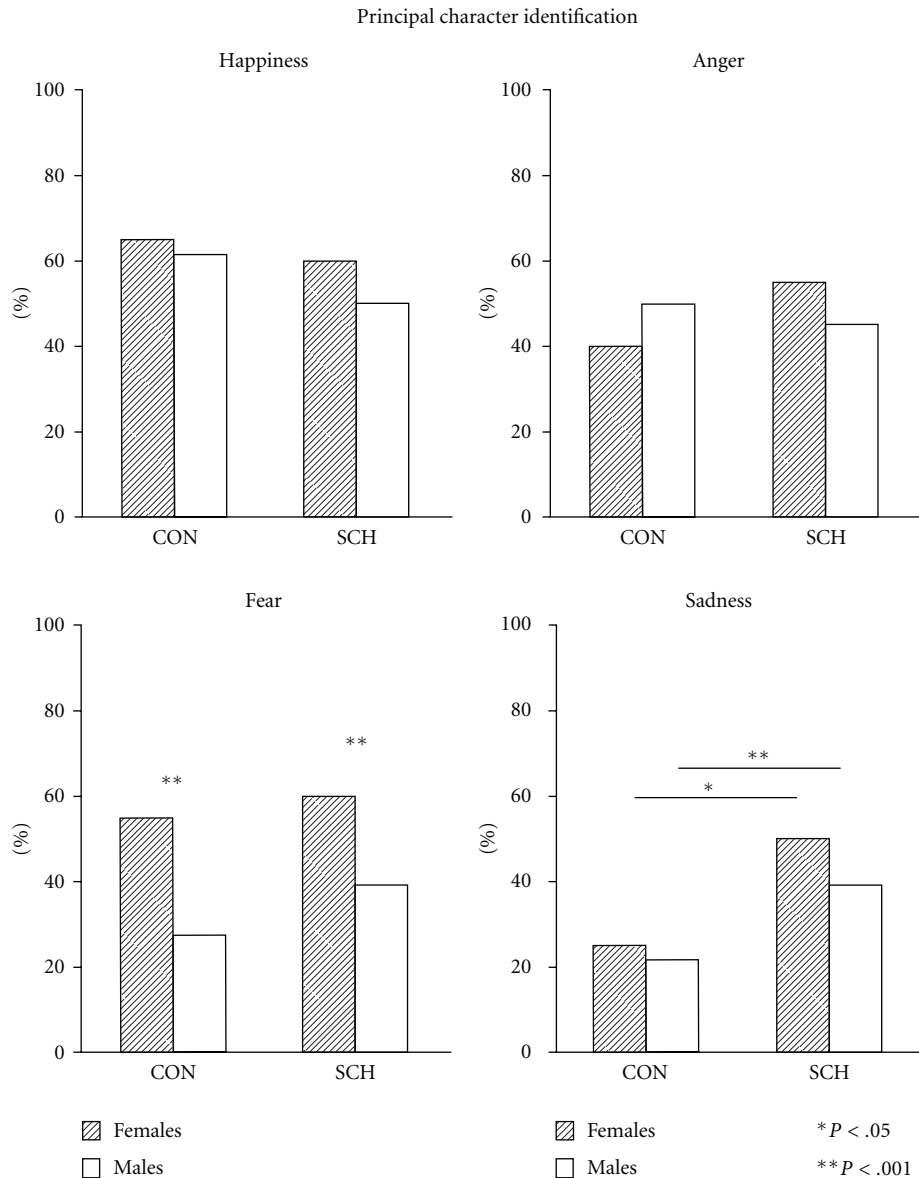 Principal character identification
Happiness
100
80
60
40
20
0
(%)
CON SCH
Anger
100
80
60
40
20
0
(%)
CON SCH
Fear
100
80
60
40
20
0
(%)
** **
CON SCH
Females
Males
Sadness
100
80
60
40
20
0
(%)
**
*
CON SCH
Females *P < .05
Males **P < .001